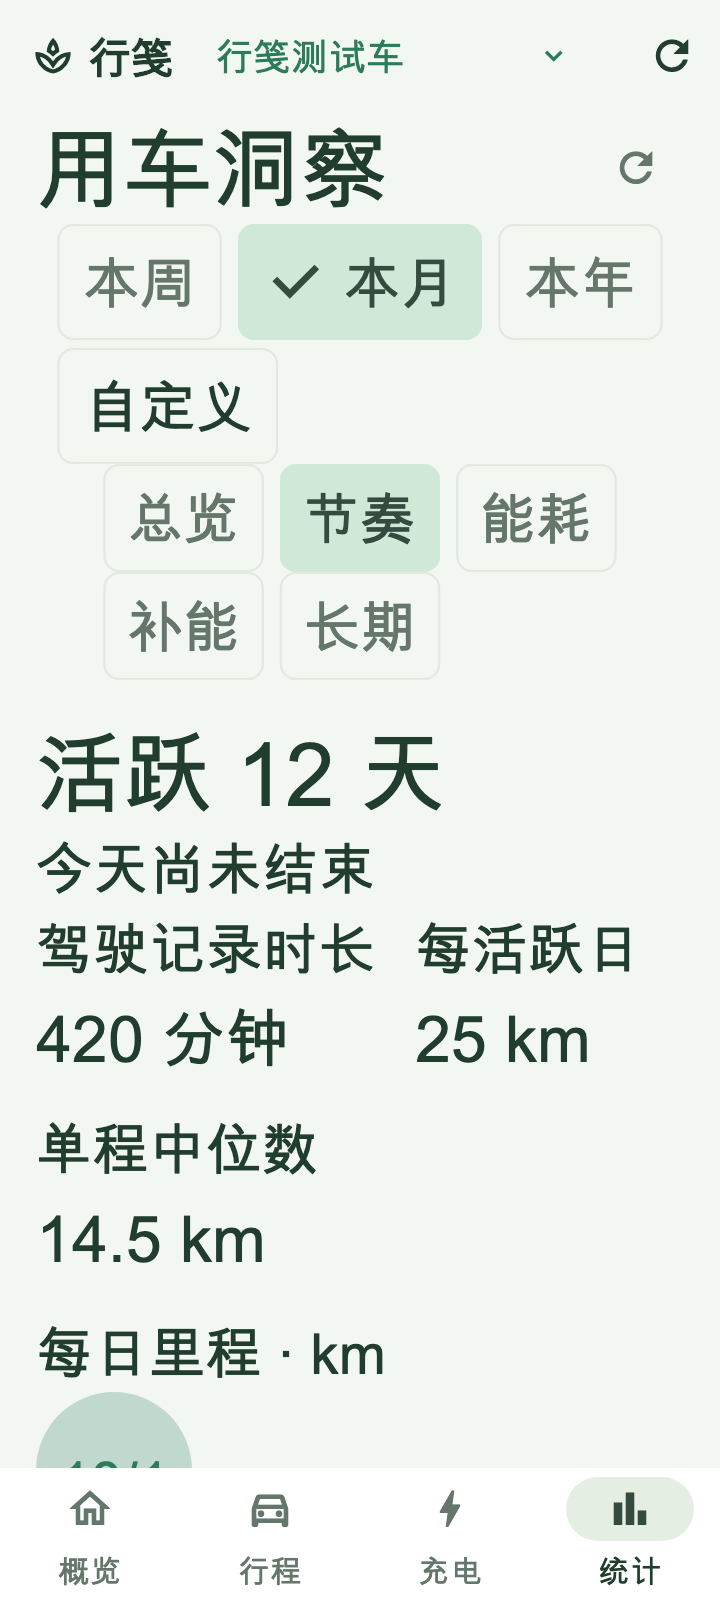 行笺 行笺测试车
用车洞察
本周 本月 本年
自定义
总览 节奏 能耗
补能 长期
活跃 12 天
今天尚未结束
驾驶记录时长 每活跃日
420 分钟 25 km
单程中位数
14.5 km
每日里程 · km
概览 行程 充电 统计